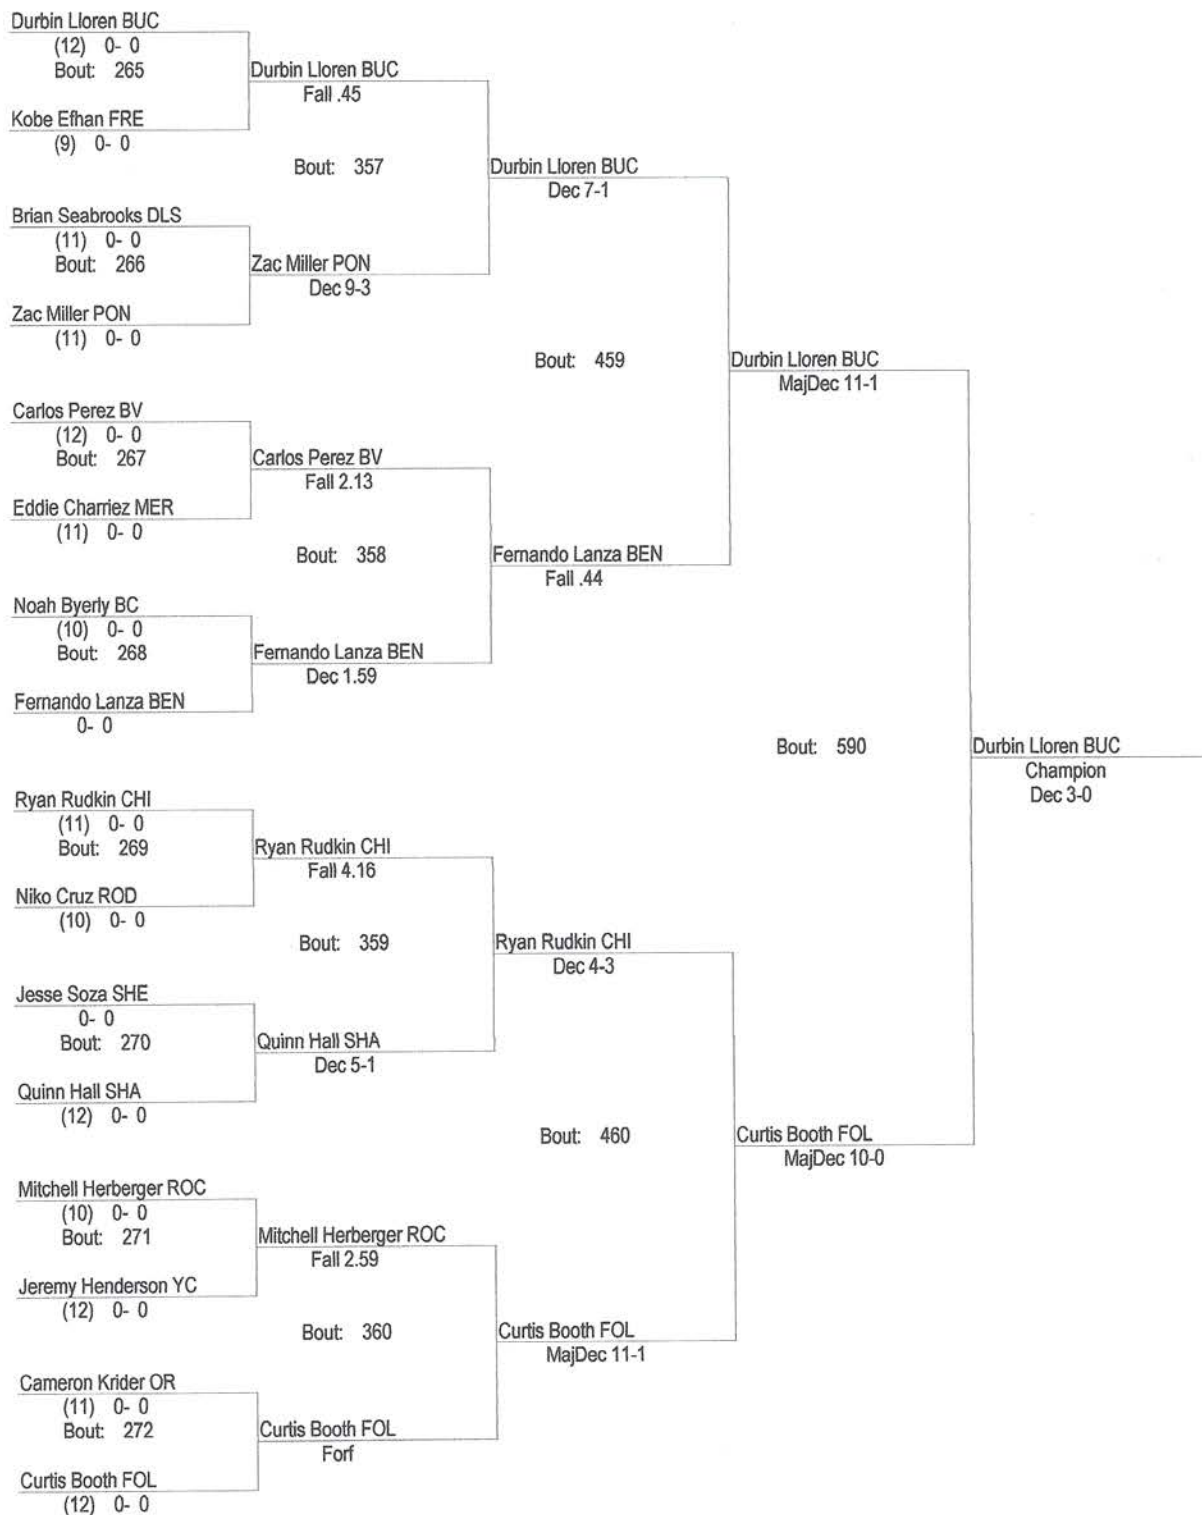 Durbin Lloren BUC
(12) 0- 0
Bout: 265
Durbin Lloren BUC
Fall .45
Kobe Efhan FRE
(9) 0- 0
Bout: 357
Durbin Lloren BUC
Dec 7-1
Brian Seabrooks DLS
(11) 0- 0
Bout: 266
Zac Miller PON
Dec 9-3
Zac Miller PON
(11) 0- 0
Bout: 459
Durbin Lloren BUC
MajDec 11-1
Carlos Perez BV
(12) 0- 0
Bout: 267
Carlos Perez BV
Fall 2.13
Eddie Charriez MER
(11) 0- 0
Bout: 358
Fernando Lanza BEN
Fall .44
Noah Byerly BC
(10) 0- 0
Bout: 268
Fernando Lanza BEN
Dec 1.59
Fernando Lanza BEN
0- 0
Bout: 590
Durbin Lloren BUC
Champion
Dec 3-0
Ryan Rudkin CHI
(11) 0- 0
Bout: 269
Ryan Rudkin CHI
Fall 4.16
Niko Cruz ROD
(10) 0- 0
Bout: 359
Ryan Rudkin CHI
Dec 4-3
Jesse Soza SHE
0- 0
Bout: 270
Quinn Hall SHA
Dec 5-1
Quinn Hall SHA
(12) 0- 0
Bout: 460
Curtis Booth FOL
MajDec 10-0
Mitchell Herberger ROC
(10) 0- 0
Bout: 271
Mitchell Herberger ROC
Fall 2.59
Jeremy Henderson YC
(12) 0- 0
Bout: 360
Curtis Booth FOL
MajDec 11-1
Cameron Krider OR
(11) 0- 0
Bout: 272
Curtis Booth FOL
Forf
Curtis Booth FOL
(12) 0- 0